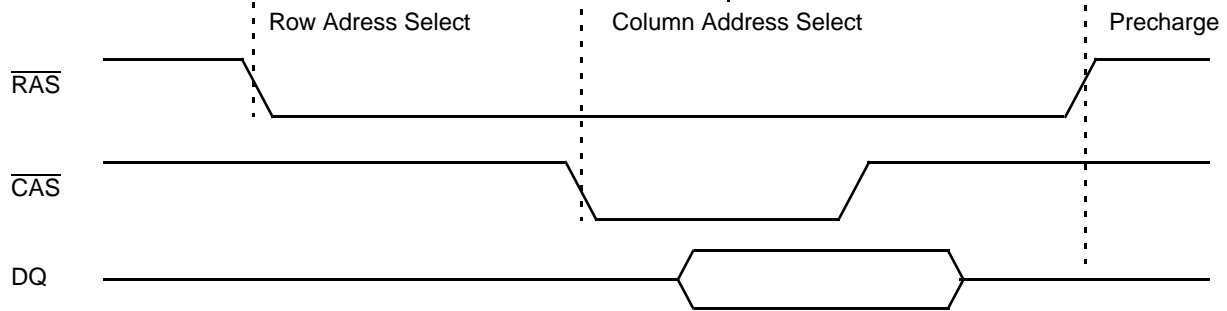 Row Adress Select
Column Address Select
Precharge
RAS
CAS
DQ